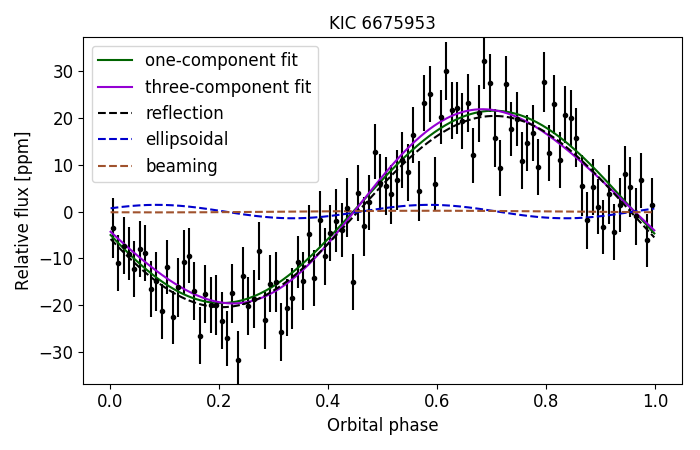 KIC 6675953
one-component fit
three-component fit
reflection
ellipsoidal
beaming
Relative flux [ppm]
30
20
10
0
−10
−20
−30
0.0 0.2 0.4 0.6 0.8 1.0
Orbital phase